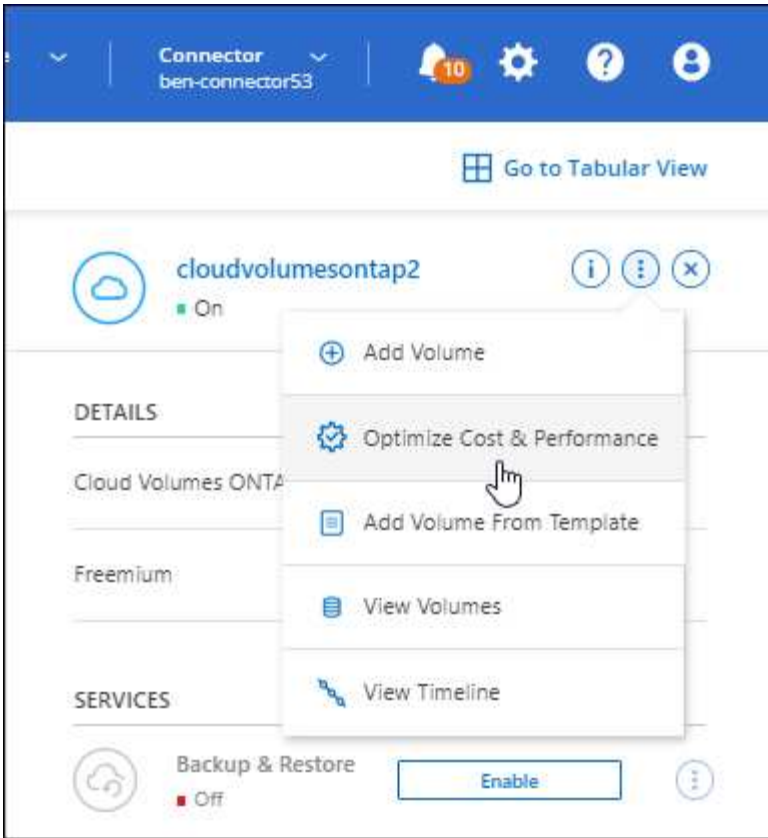 Connector
ben-connector53
10
Go to Tabular View
cloudvolumesontap2
On
Add Volume
DETAILS
Optimize Cost & Performance
Cloud Volumes ONTA
Add Volume From Template
Freemium
View Volumes
View Timeline
SERVICES
Backup & Restore
Off
Enable